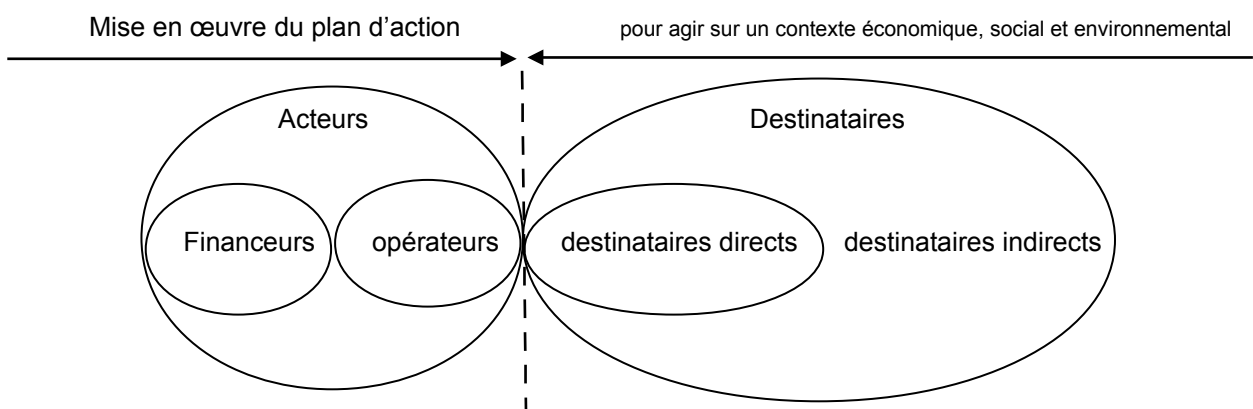 Mise en œuvre du plan d’action
pour agir sur un contexte économique, social et environnemental
Acteurs
Destinataires
Financeurs
opérateurs
destinataires directs
destinataires indirects